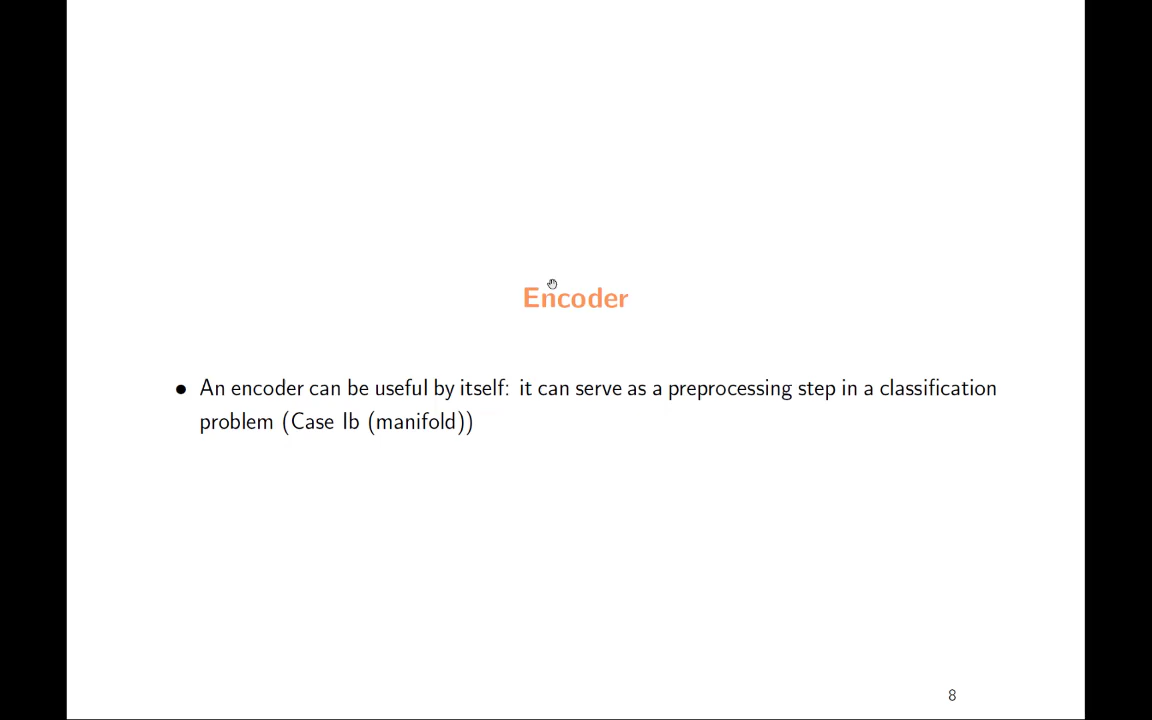 Encoder
• An encoder can be useful by itself: it can serve as a preprocessing step in a classification
problem (Case Ib (manifold))
8